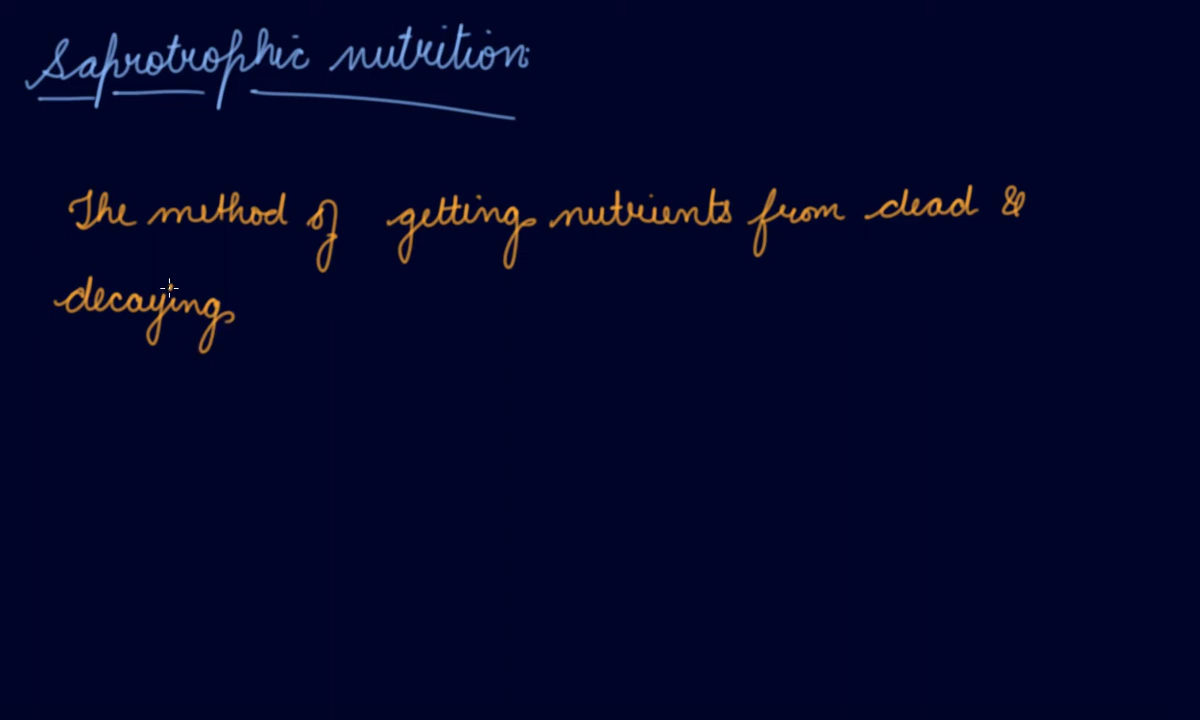 Saprotrophic nutrition
The method of getting nutrients from dead &
decaying